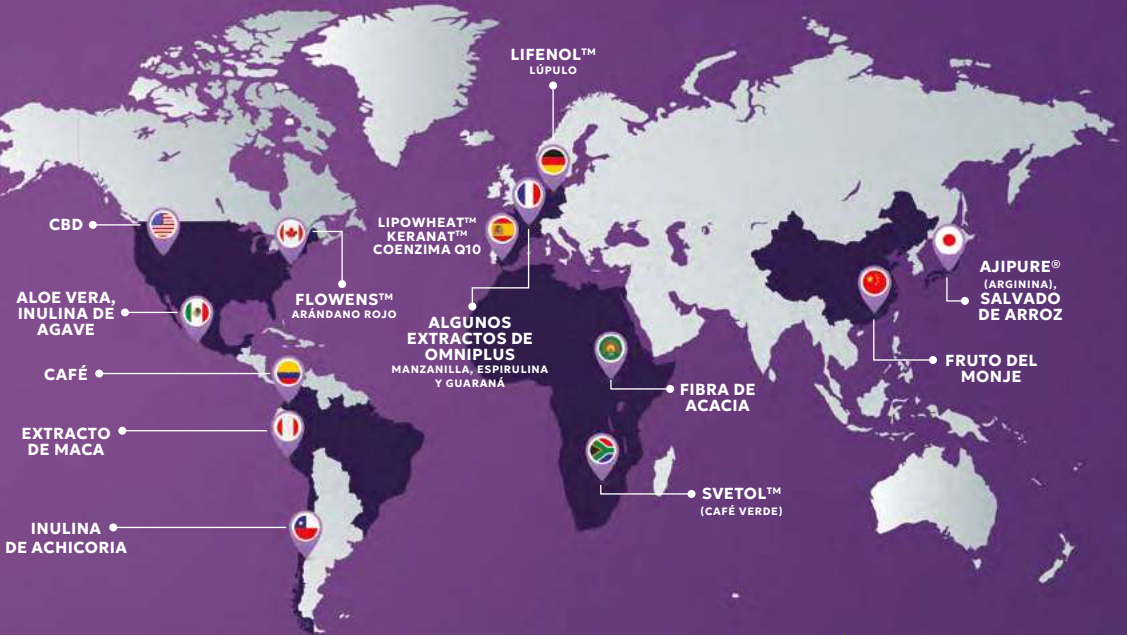 LIFENOL™
LÚPULO
CBD
LIPOWHEAT™
KERANAT™
COENZIMA Q10
ALOE VERA,
INULINA DE
AGAVE
FLOWENS™
ARÁNDANO ROJO
ALGUNOS
EXTRACTOS DE
OMNIPLUS
MANZANILLA, ESPIRULINA
Y GUARANÁ
AJIPURE®
(ARGININA),
SALVADO
DE ARROZ
CAFÉ
FIBRA DE
ACACIA
FRUTO DEL
MONJE
EXTRACTO
DE MACA
SVETOL™
(CAFÉ VERDE)
INULINA
DE ACHICORIA